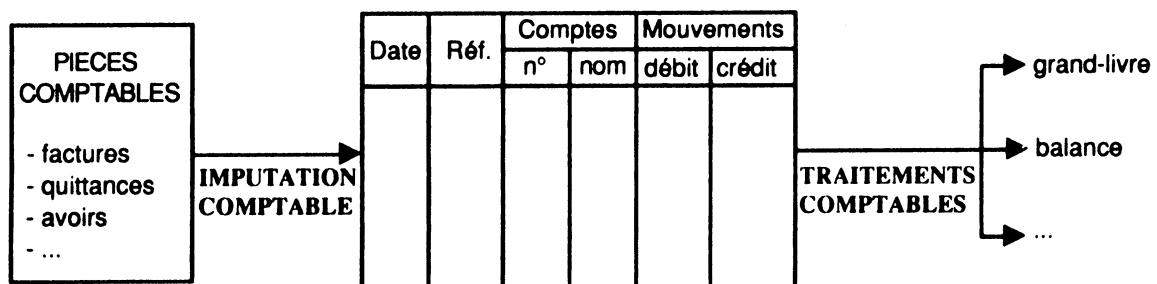 PIECES
COMPTABLES
- factures
- quittances
- avoirs
- ...
IMPUTATION
COMPTABLE
Date Réf. Comptes Mouvements
n° nom débit crédit
TRAITEMENTS
COMPTABLES
grand-livre
balance
...